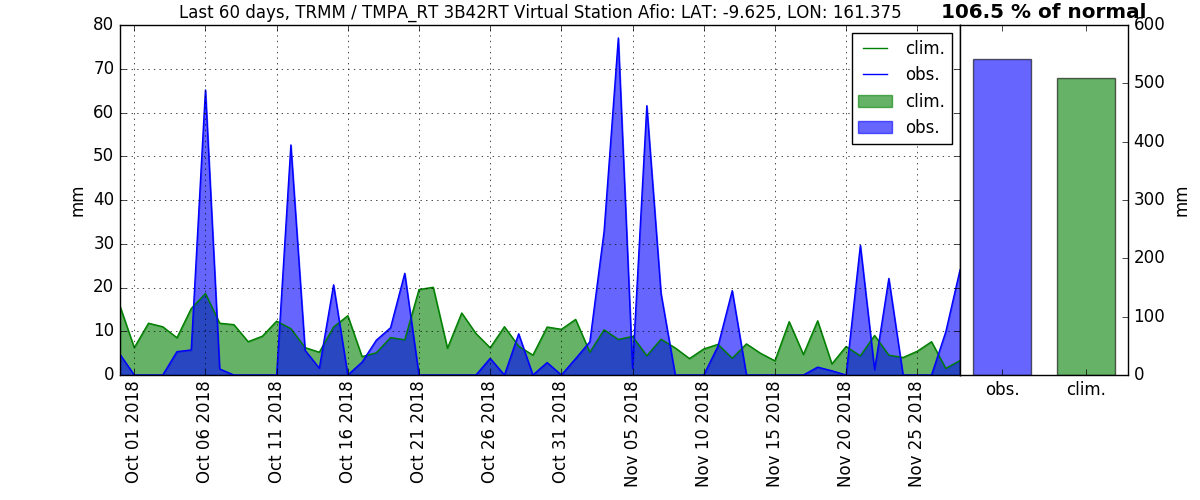 Last 60 days, TRMM / TMPA_RT 3B42RT Virtual Station Afio: LAT: -9.625, LON: 161.375
106.5 % of normal
80
70
60
50
40
30
20
10
0
mm
clim.
obs.
clim.
obs.
600
500
400
300
200
100
0
mm
obs.
clim.
Oct 01 2018
Oct 06 2018
Oct 11 2018
Oct 16 2018
Oct 21 2018
Oct 26 2018
Oct 31 2018
Nov 05 2018
Nov 10 2018
Nov 15 2018
Nov 20 2018
Nov 25 2018